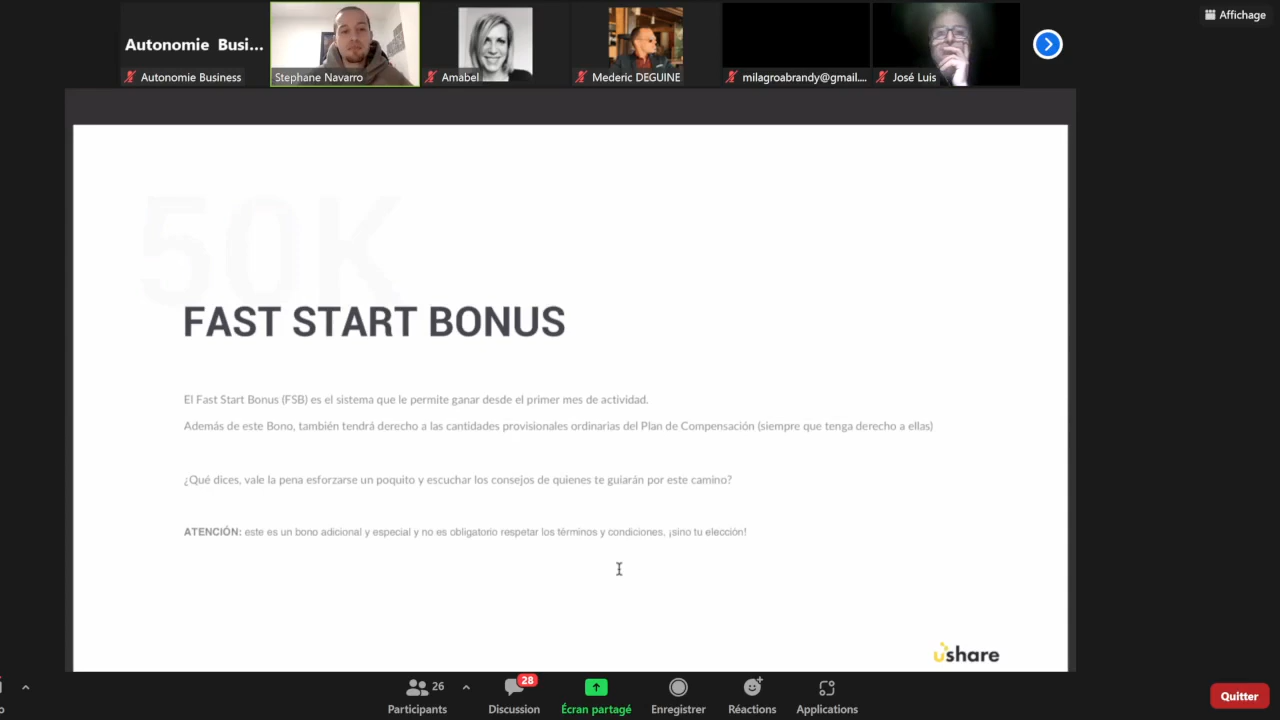 Affichage
Autonomie Busi...
Autonomie Business
Stephane Navarro
Amabel
Mederic DEGUINE
milagroabrandy@gmail....
José Luis
50K
FAST START BONUS
El Fast Start Bonus (FSB) es el sistema que le permite ganar desde el primer mes de actividad.
Además de este Bono, también tendrá derecho a las cantidades provisionales ordinarias del Plan de Compensación (siempre que tenga derecho a ellas)
¿Qué dices, vale la pena esforzarse un poquito y escuchar los consejos de quienes te guiarán por este camino?
ATENCIÓN: este es un bono adicional y especial y no es obligatorio respetar los términos y condiciones, ¡sino tu elección!
ushare
26
28
Participants
Discussion
Écran partagé
Enregistrer
Réactions
Applications
Quitter